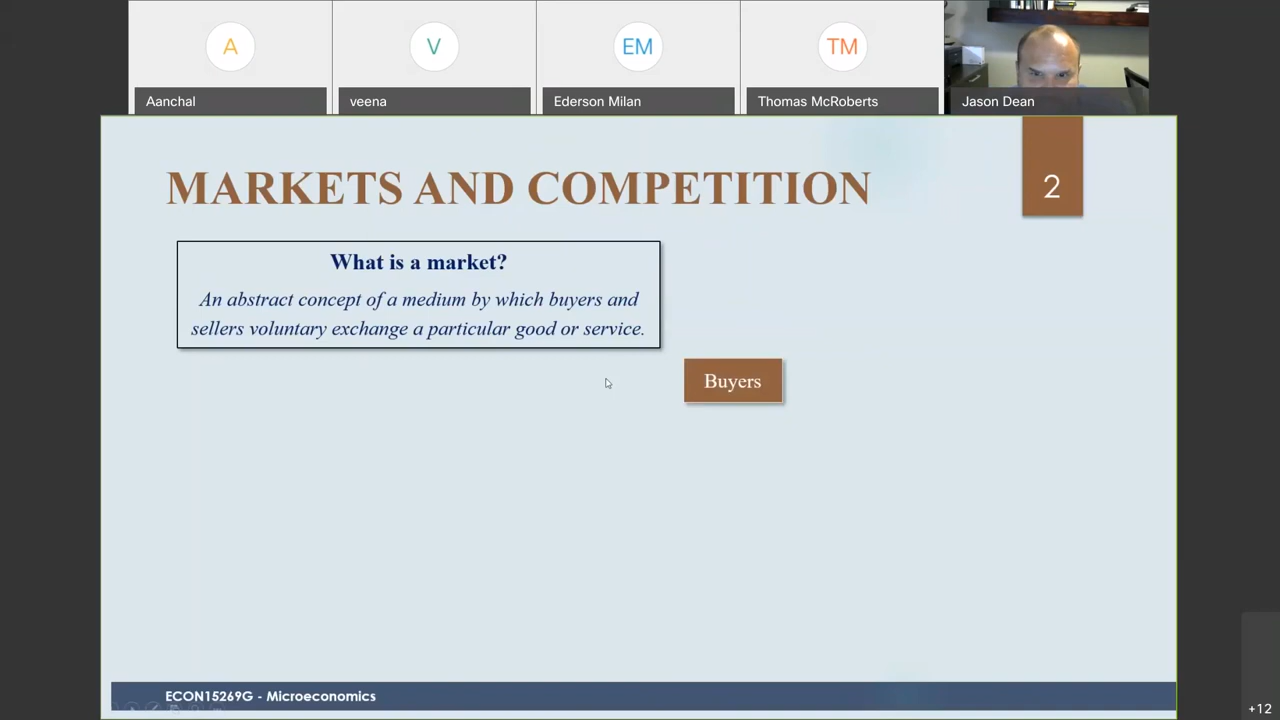 A
V
EM
TM
Aanchal
veena
Ederson Milan
Thomas McRoberts
Jason Dean
MARKETS AND COMPETITION
2
What is a market?
An abstract concept of a medium by which buyers and
sellers voluntary exchange a particular good or service.
Buyers
ECON15269G - Microeconomics
+12